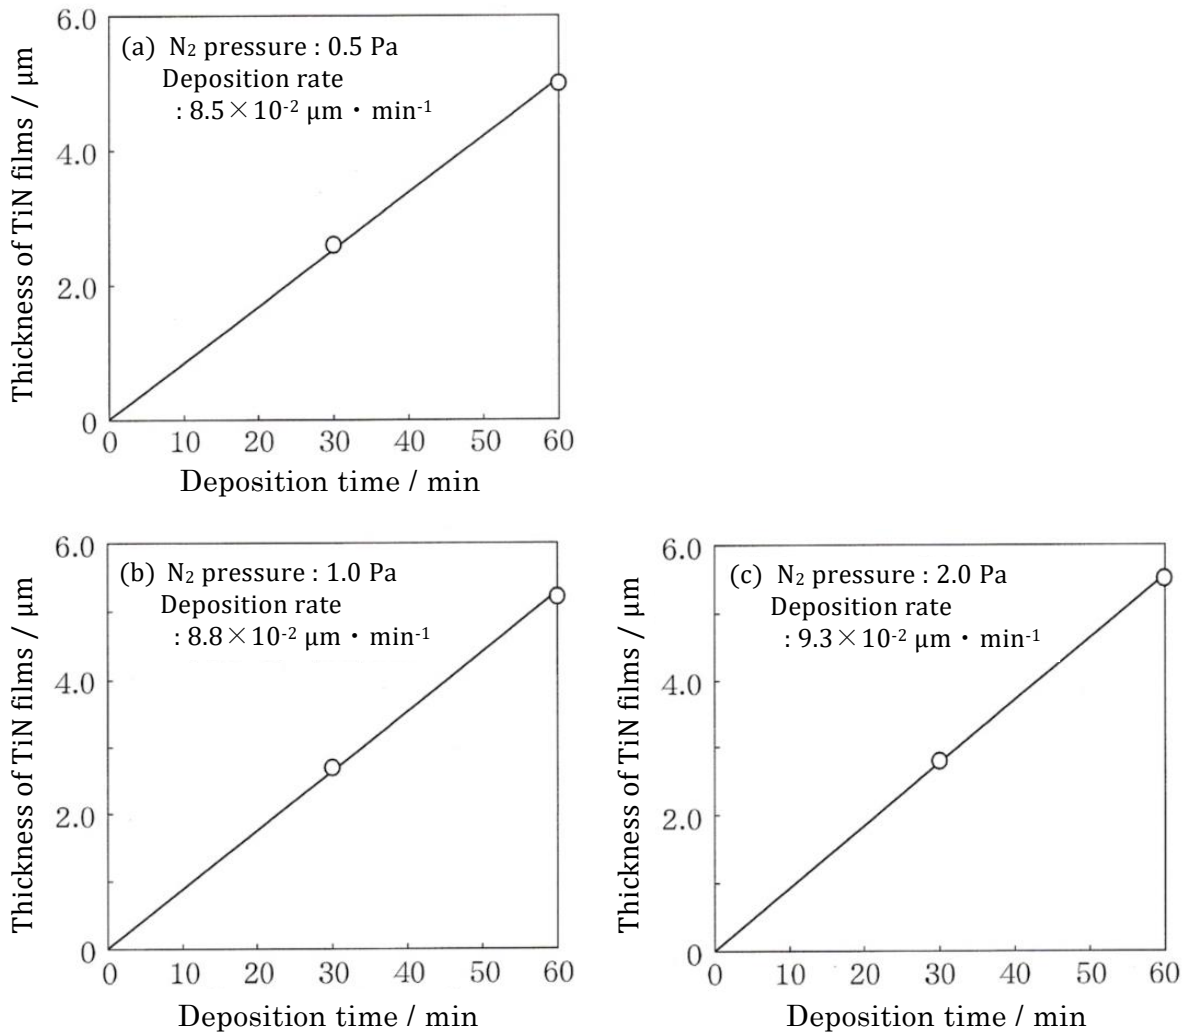 6.0
4.0
2.0
0
Thickness of TiN films / μm
(a) N2 pressure : 0.5 Pa
Deposition rate
: 8.5×10-2 μm・min-1
0 10 20 30 40 50 60
Deposition time / min
6.0
4.0
2.0
0
Thickness of TiN films / μm
(b) N2 pressure : 1.0 Pa
Deposition rate
: 8.8×10-2 μm・min-1
0 10 20 30 40 50 60
Deposition time / min
6.0
4.0
2.0
0
Thickness of TiN films / μm
(c) N2 pressure : 2.0 Pa
Deposition rate
: 9.3×10-2 μm・min-1
0 10 20 30 40 50 60
Deposition time / min